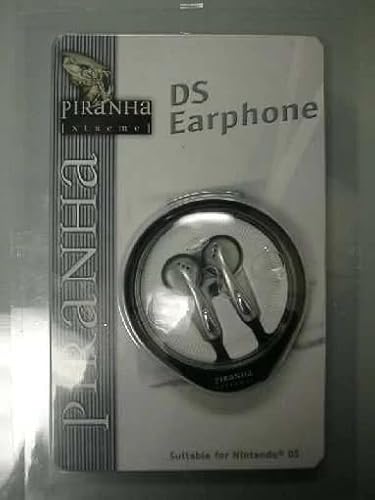 PIRANHA
[xtreme]
DS
Earphone
PIRANHA
PIRANHA
Suitable for Nintendo® DS